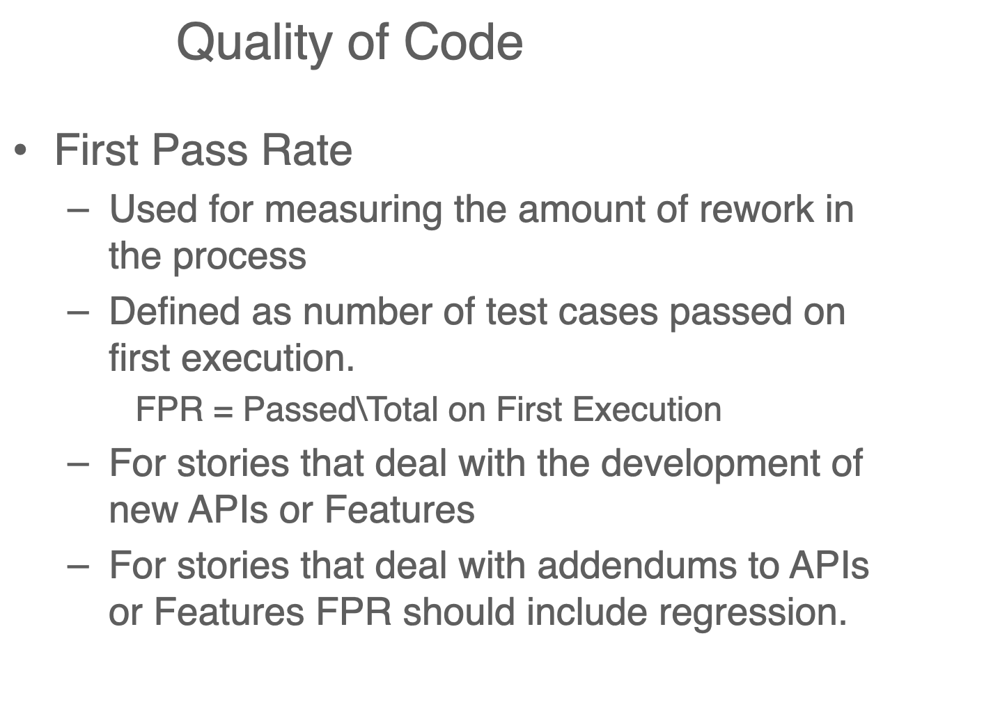 Quality of Code
• First Pass Rate
– Used for measuring the amount of rework in
the process
– Defined as number of test cases passed on
first execution.
FPR = Passed\Total on First Execution
– For stories that deal with the development of
new APIs or Features
– For stories that deal with addendums to APIs
or Features FPR should include regression.